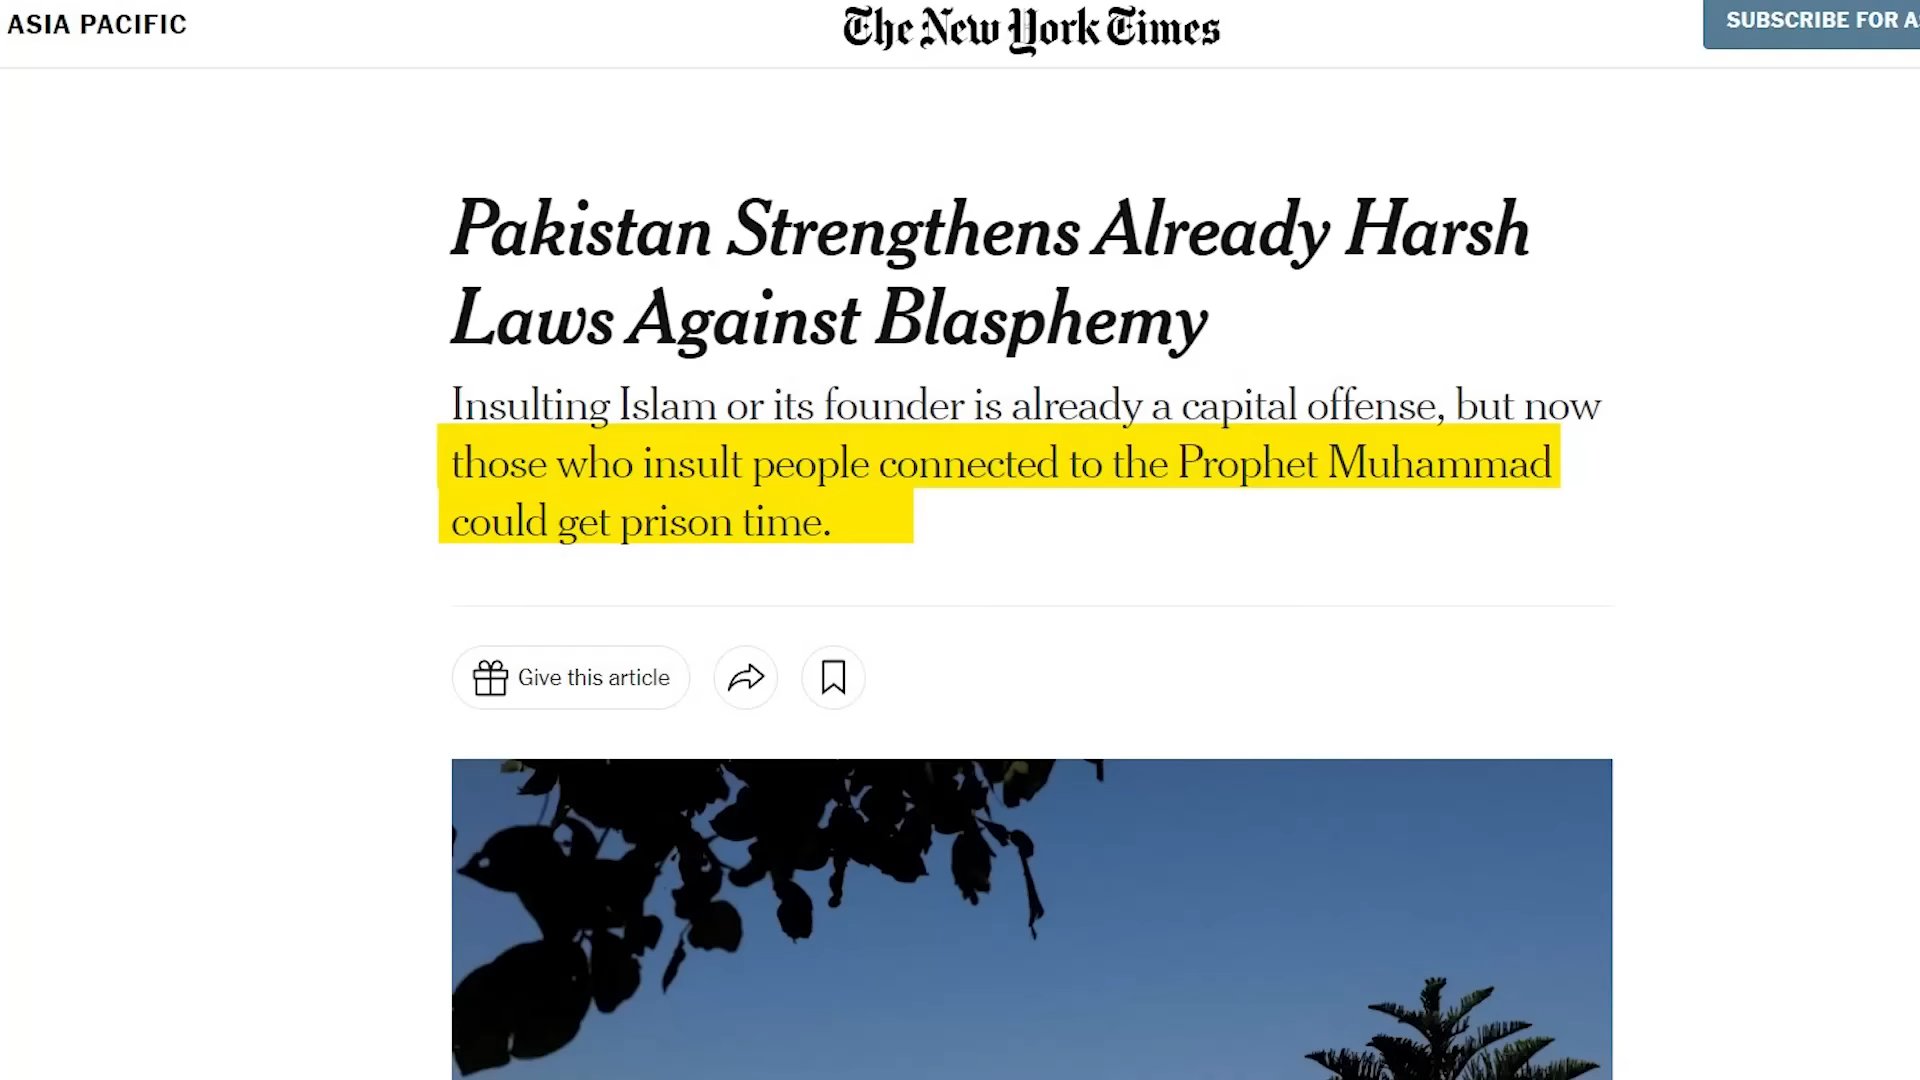 ASIA PACIFIC
The New York Times
SUBSCRIBE FOR
Pakistan Strengthens Already Harsh
Laws Against Blasphemy
Insulting Islam or its founder is already a capital offense, but now
those who insult people connected to the Prophet Muhammad
could get prison time.
Give this article